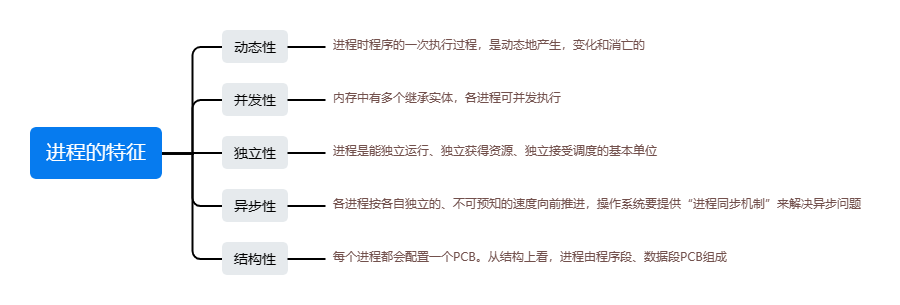 动态性
进程时程序的一次执行过程，是动态地产生，变化和消亡的
并发性
内存中有多个继承实体，各进程可并发执行
进程的特征
独立性
进程是能独立运行、独立获得资源、独立接受调度的基本单位
异步性
各进程按各自独立的、不可预知的速度向前推进，操作系统要提供“进程同步机制”来解决异步问题
结构性
每个进程都会配置一个PCB。从结构上看，进程由程序段、数据段PCB组成